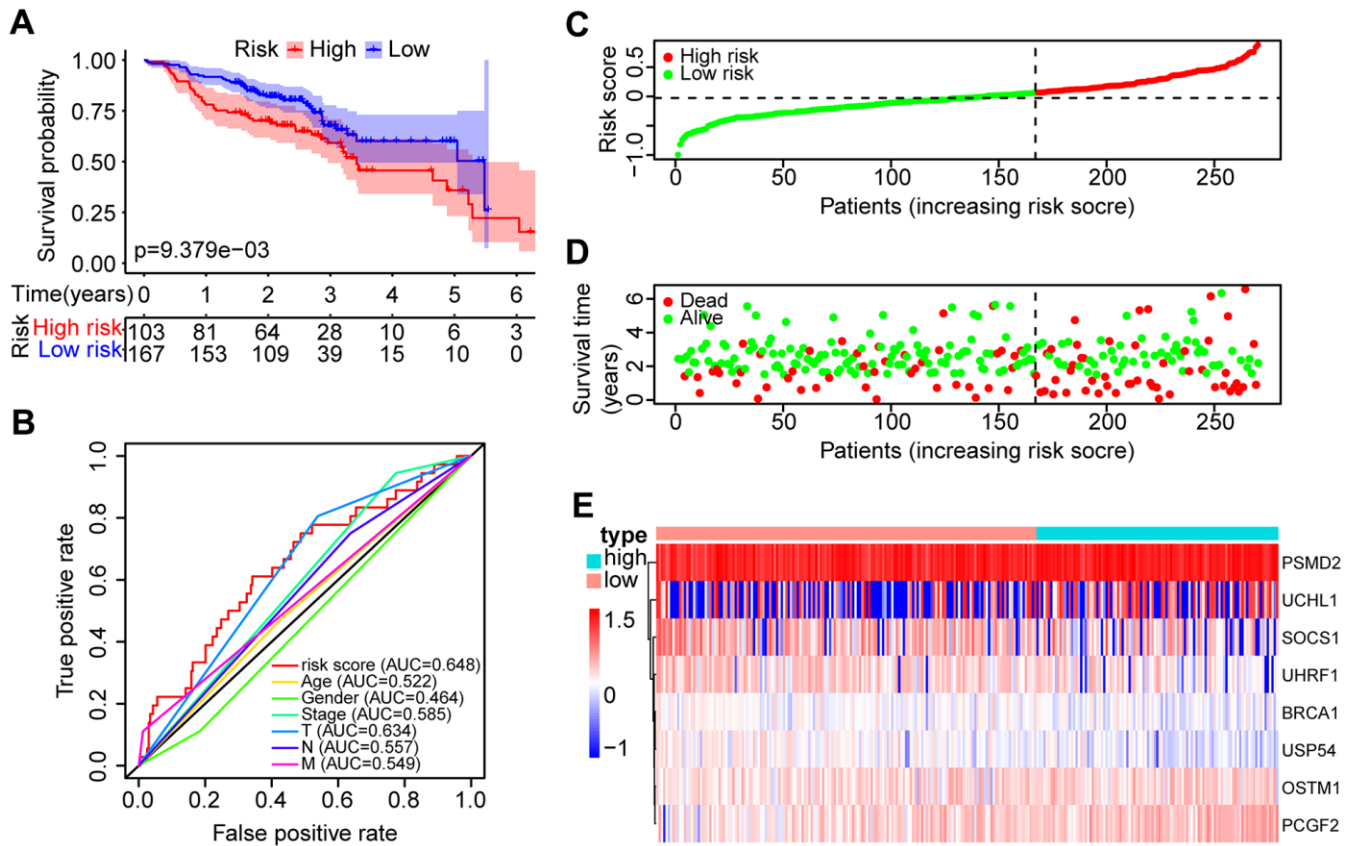 A
Risk High Low
Survival probability
1.00
0.75
0.50
0.25
0.00
p=9.379e−03
Time(years) 0 1 2 3 4 5 6
Risk
High risk 103 81 64 28 10 6 3
Low risk 167 153 109 39 15 10 0
B
True positive rate
1.0
0.8
0.6
0.4
0.2
0.0
risk score (AUC=0.648)
Age (AUC=0.522)
Gender (AUC=0.464)
Stage (AUC=0.585)
T (AUC=0.634)
N (AUC=0.557)
M (AUC=0.549)
0.0 0.2 0.4 0.6 0.8 1.0
False positive rate
C
Risk score
0.5
0
−1.0
High risk
Low risk
0 50 100 150 200 250
Patients (increasing risk socre)
D
Survival time
(years)
6
4
2
0
Dead
Alive
0 50 100 150 200 250
Patients (increasing risk socre)
E
type
high
low
1.5
0
−1
PSMD2
UCHL1
SOCS1
UHRF1
BRCA1
USP54
OSTM1
PCGF2